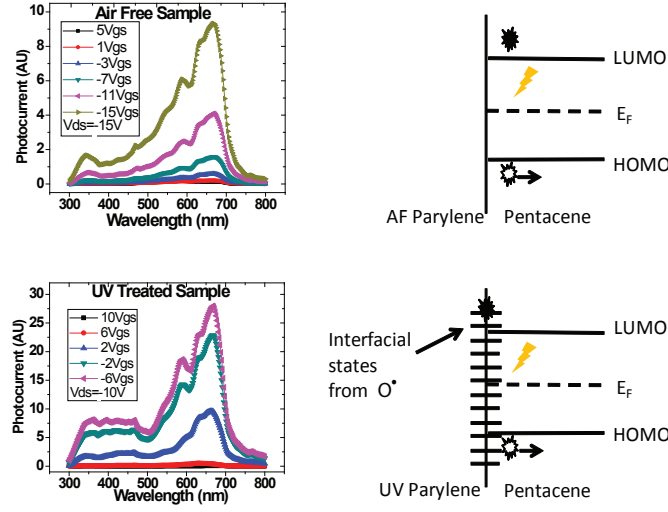 Air Free Sample
Photocurrent (AU)
10
8
6
4
2
0
5Vgs
1Vgs
-3Vgs
-7Vgs
-11Vgs
-15Vgs
Vds=-15V
300 400 500 600 700 800
Wavelength (nm)
LUMO
E_F
HOMO
AF Parylene Pentacene
UV Treated Sample
Photocurrent (AU)
30
25
20
15
10
5
0
10Vgs
6Vgs
2Vgs
-2Vgs
-6Vgs
Vds=-10V
300 400 500 600 700 800
Wavelength (nm)
Interfacial
states
from O•
LUMO
E_F
HOMO
UV Parylene Pentacene